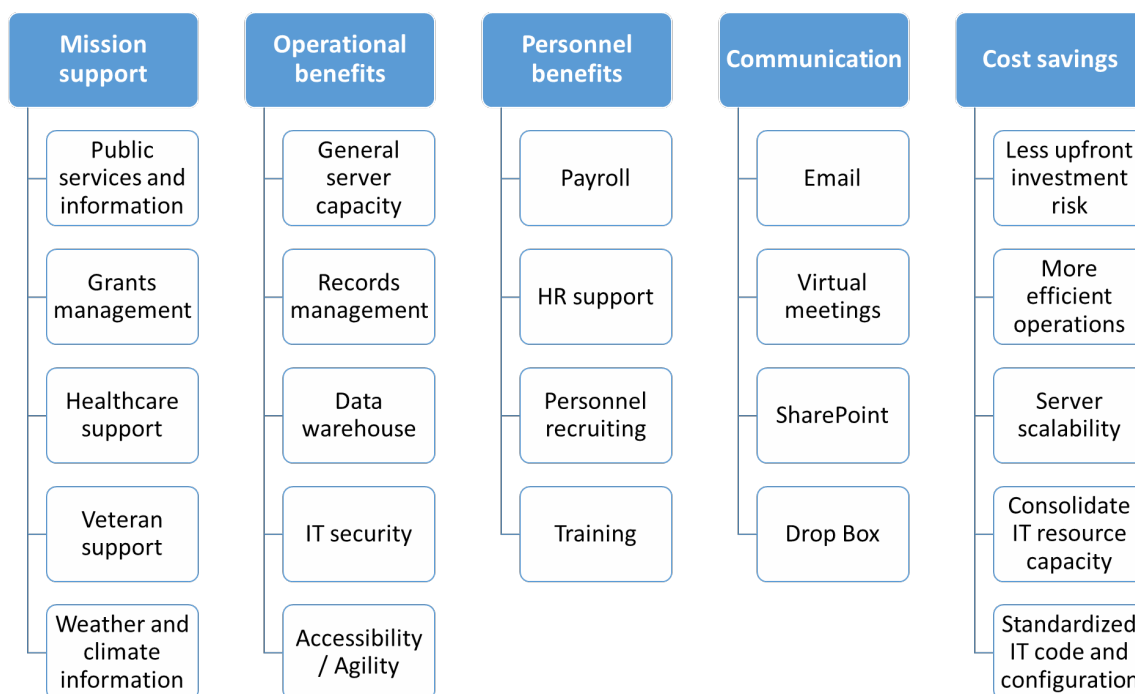 Mission
support
Public
services and
information
Grants
management
Healthcare
support
Veteran
support
Weather and
climate
information
Operational
benefits
General
server
capacity
Records
management
Data
warehouse
IT security
Accessibility
/ Agility
Personnel
benefits
Payroll
HR support
Personnel
recruiting
Training
Communication
Email
Virtual
meetings
SharePoint
Drop Box
Cost savings
Less upfront
investment
risk
More
efficient
operations
Server
scalability
Consolidate
IT resource
capacity
Standardized
IT code and
configuration